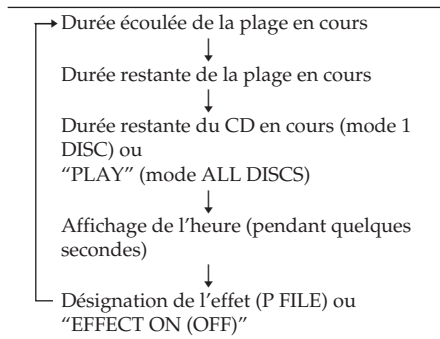 Durée écoulée de la plage en cours
Durée restante de la plage en cours
Durée restante du CD en cours (mode 1
DISC) ou
“PLAY” (mode ALL DISCS)
Affichage de l’heure (pendant quelques
secondes)
Désignation de l’effet (P FILE) ou
“EFFECT ON (OFF)”